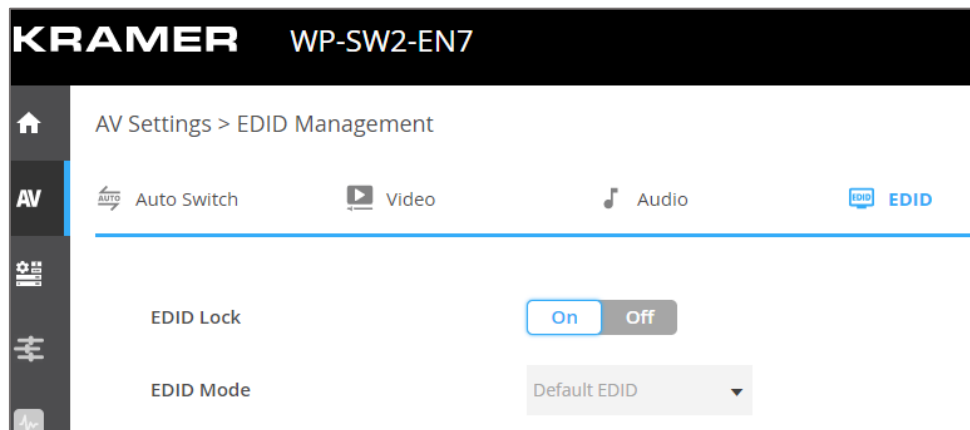 KRAMER WP-SW2-EN7
AV Settings > EDID Management
AV
AUTO Auto Switch Video Audio EDID EDID
EDID Lock On Off
EDID Mode Default EDID